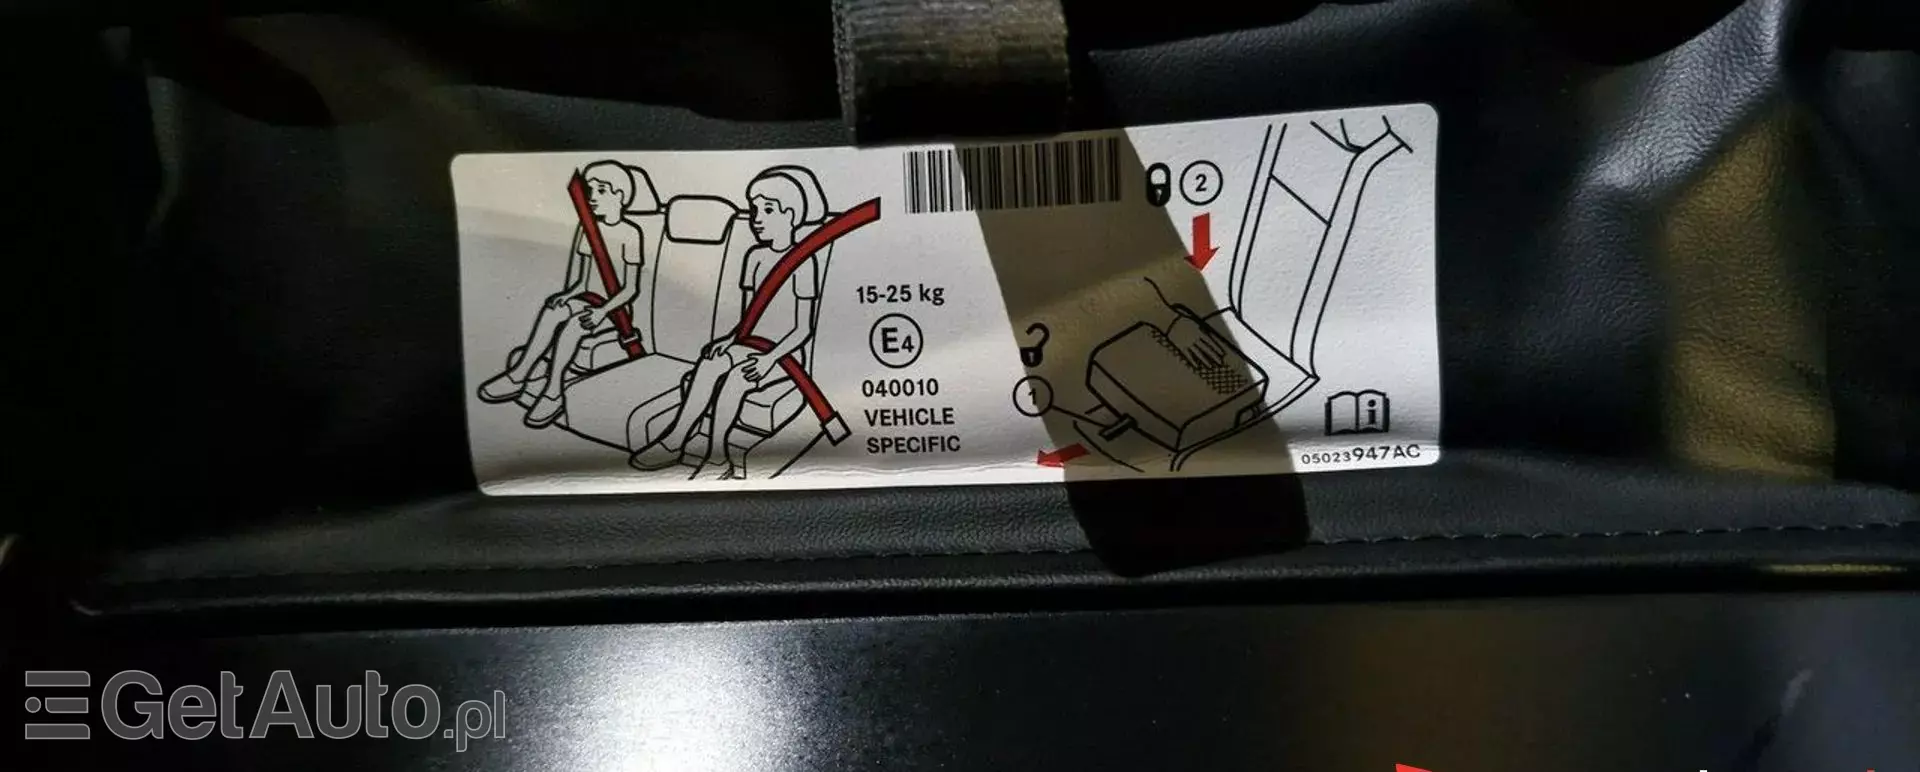 2
15-25 kg
E4
040010
VEHICLE
SPECIFIC
1
i
05023947AC
GetAuto.pl